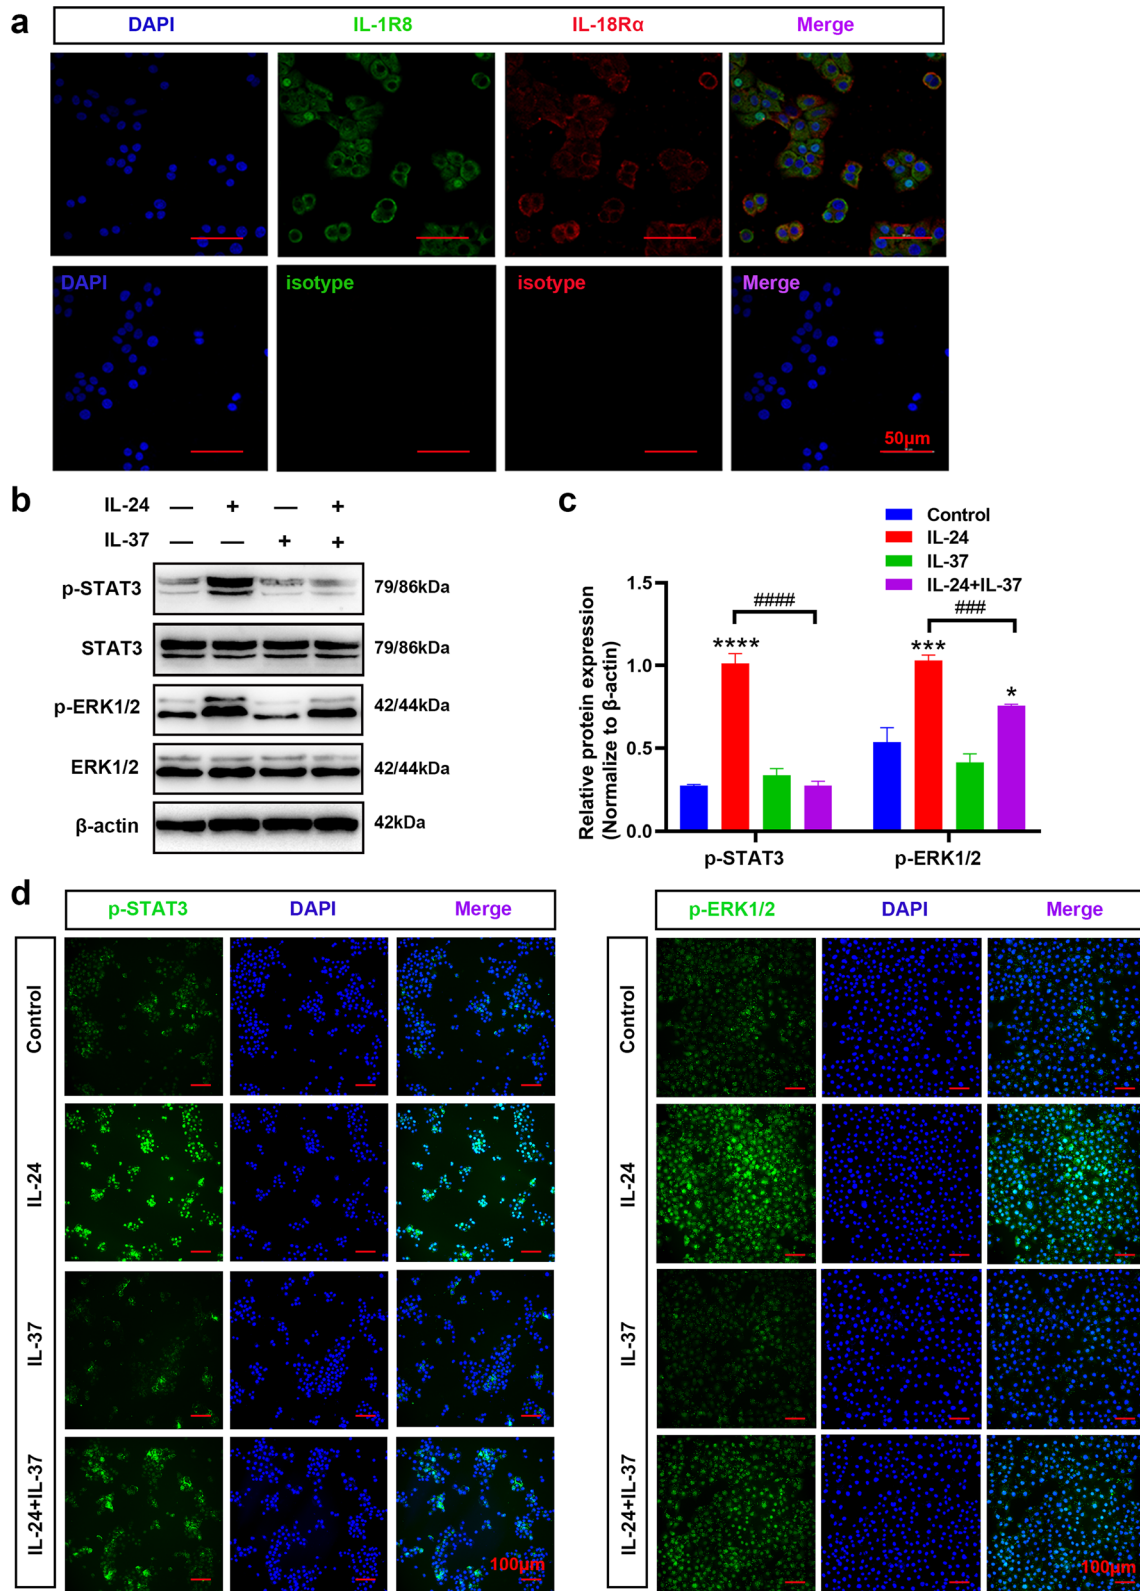 a
DAPI IL-1R8 IL-18Rα Merge
DAPI isotype isotype Merge
50μm
b
IL-24 — + — +
IL-37 — — + +
p-STAT3 79/86kDa
STAT3 79/86kDa
p-ERK1/2 42/44kDa
ERK1/2 42/44kDa
β-actin 42kDa
c
Control
IL-24
IL-37
IL-24+IL-37
Relative protein expression
(Normalize to β-actin)
1.5
1.0
0.5
0.0
####
****
###
***
*
p-STAT3 p-ERK1/2
d
p-STAT3 DAPI Merge
Control
IL-24
IL-37
IL-24+IL-37
100μm
p-ERK1/2 DAPI Merge
Control
IL-24
IL-37
IL-24+IL-37
100μm